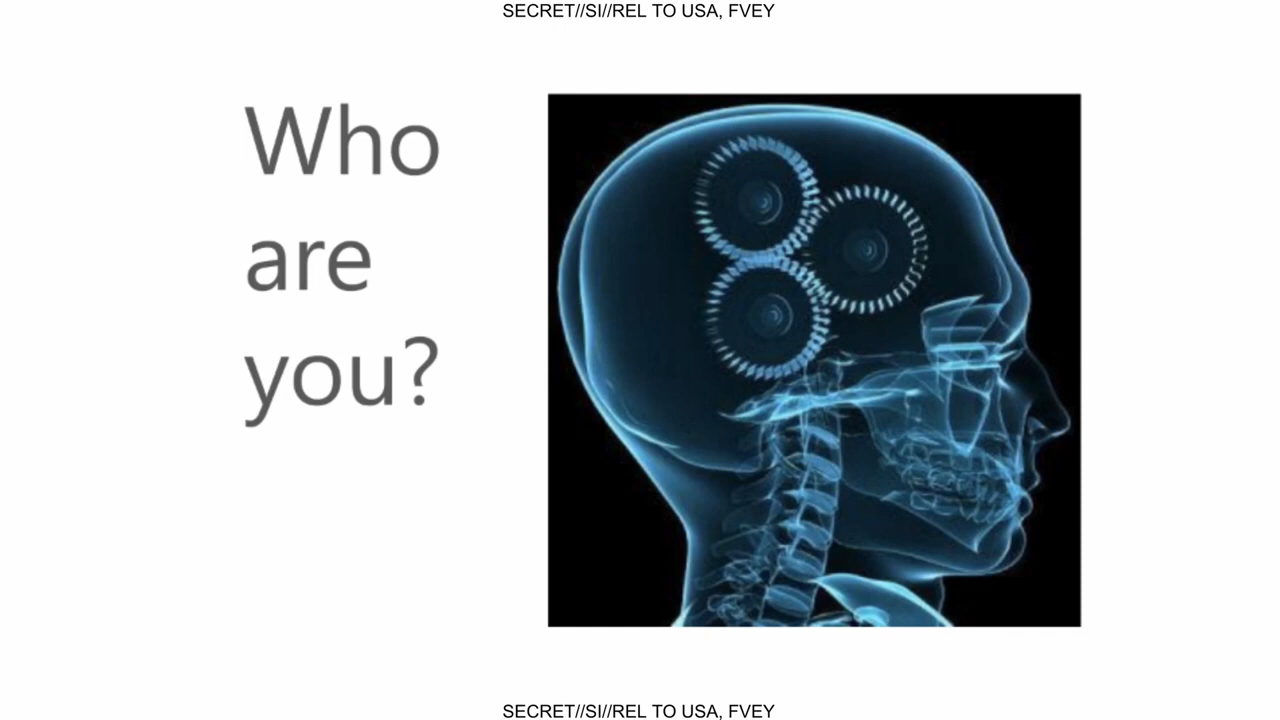 SECRET//SI//REL TO USA, FVEY
Who
are
you?
SECRET//SI//REL TO USA, FVEY